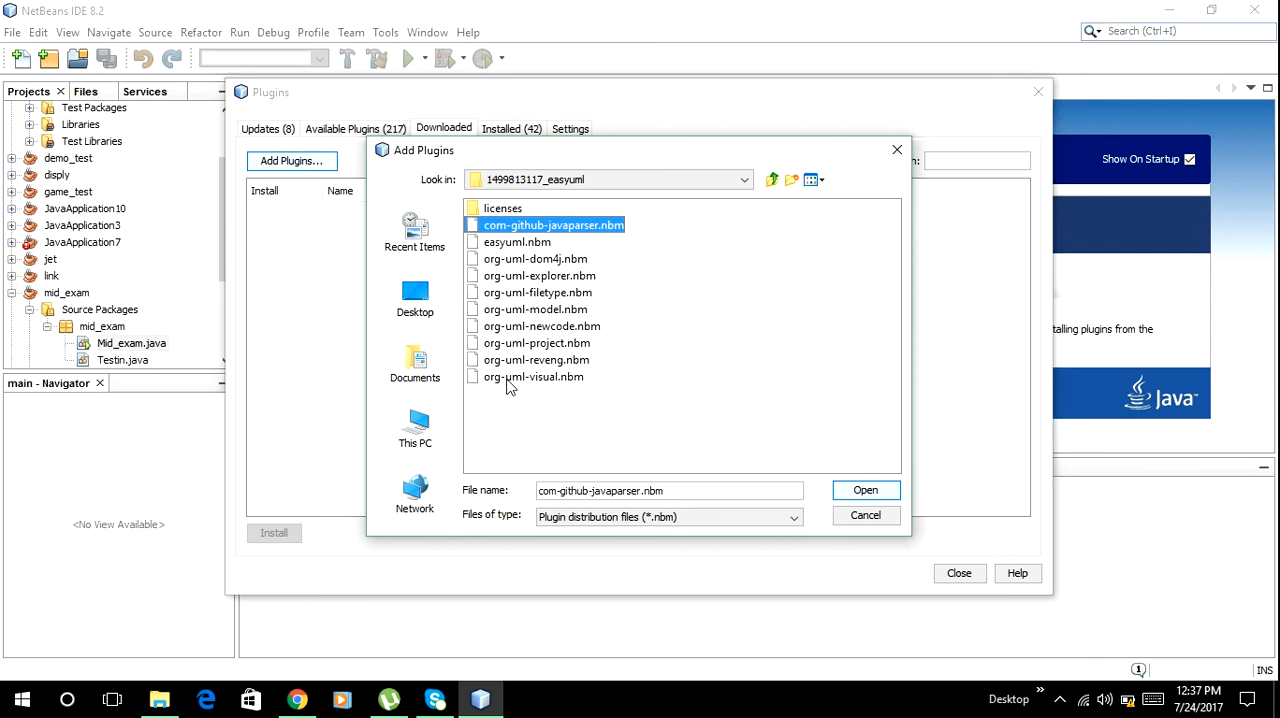 NetBeans IDE 8.2
File Edit View Navigate Source Refactor Run Debug Profile Team Tools Window Help
Search (Ctrl+I)
Projects Files Services
Test Packages
Libraries
Test Libraries
demo_test
disply
game_test
JavaApplication10
JavaApplication3
JavaApplication7
jet
link
mid_exam
Source Packages
mid_exam
Mid_exam.java
Testin.java
main - Navigator
<No View Available>
Plugins
Updates (8) Available Plugins (217) Downloaded Installed (42) Settings
Add Plugins...
Install Name
Install
Close Help
Add Plugins
Look in: 1499813117_easyuml
Recent Items
Desktop
Documents
This PC
Network
licenses
com-github-javaparser.nbm
easyuml.nbm
org-uml-dom4j.nbm
org-uml-explorer.nbm
org-uml-filetype.nbm
org-uml-model.nbm
org-uml-newcode.nbm
org-uml-project.nbm
org-uml-reveng.nbm
org-uml-visual.nbm
File name: com-github-javaparser.nbm Open
Files of type: Plugin distribution files (*.nbm) Cancel
Show On Startup
talling plugins from the
Java™
1 INS
Desktop
12:37 PM
7/24/2017